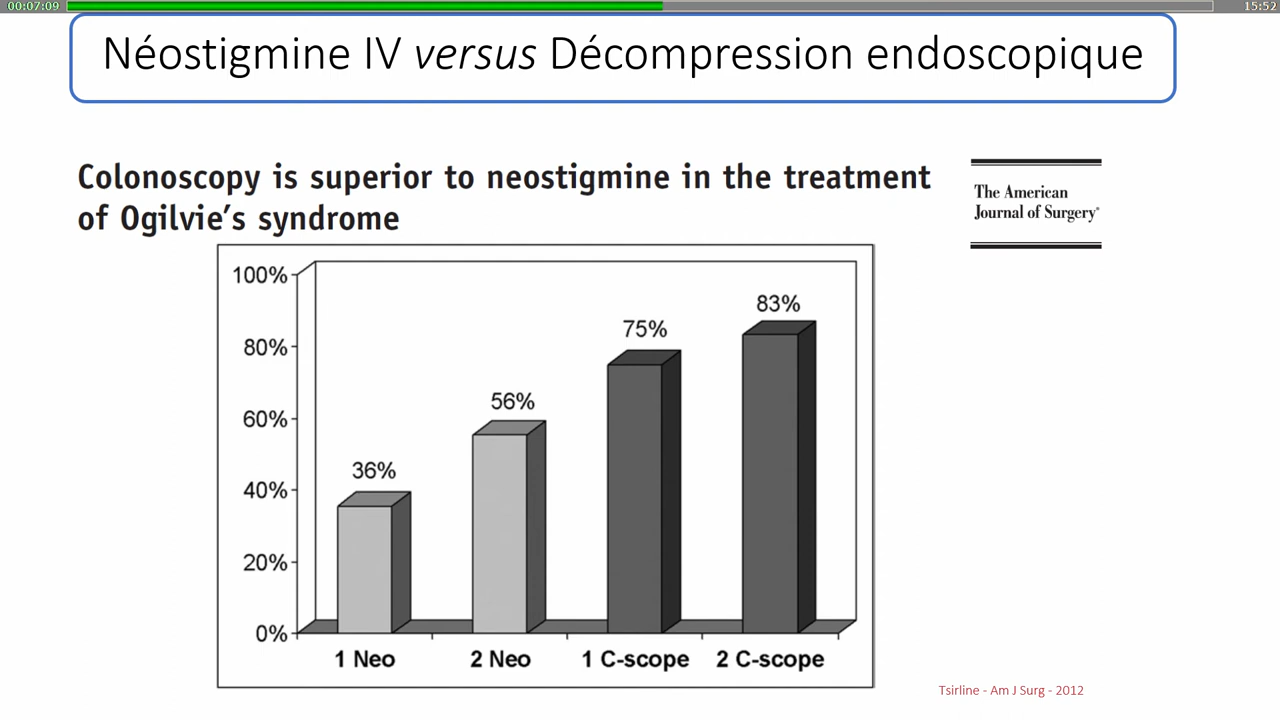 00:07:09
15:52
Néostigmine IV versus Décompression endoscopique
Colonoscopy is superior to neostigmine in the treatment
of Ogilvie's syndrome
The American
Journal of Surgery®
100%
80%
60%
40%
20%
0%
36%
56%
75%
83%
1 Neo
2 Neo
1 C-scope
2 C-scope
Tsirline - Am J Surg - 2012